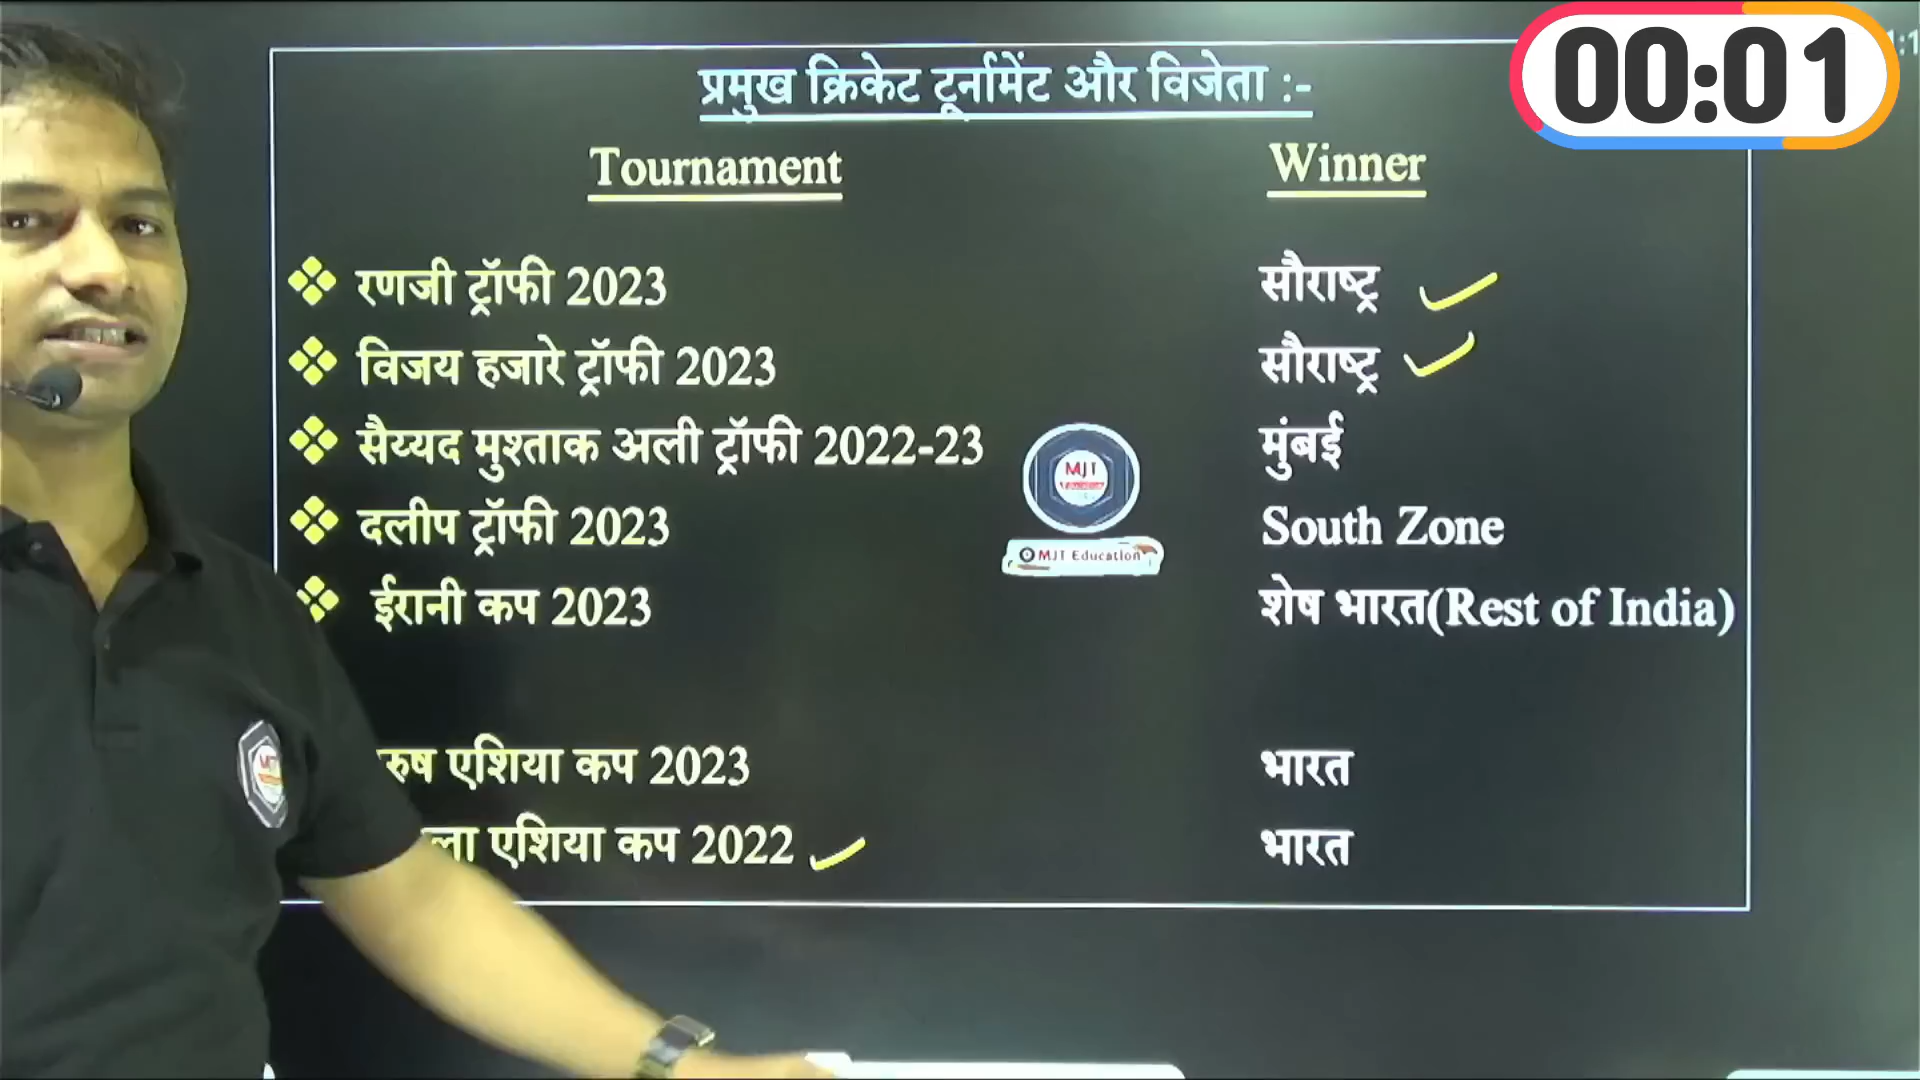 प्रमुख क्रिकेट टूर्नामेंट और विजेता :-
00:01
Tournament Winner
रणजी ट्रॉफी 2023 सौराष्ट्र
विजय हजारे ट्रॉफी 2023 सौराष्ट्र
सैय्यद मुश्ताक अली ट्रॉफी 2022-23 मुंबई
MJT
दलीप ट्रॉफी 2023 South Zone
MJT Education
ईरानी कप 2023 शेष भारत(Rest of India)
एशिया कप 2023 भारत
एशिया कप 2022 भारत